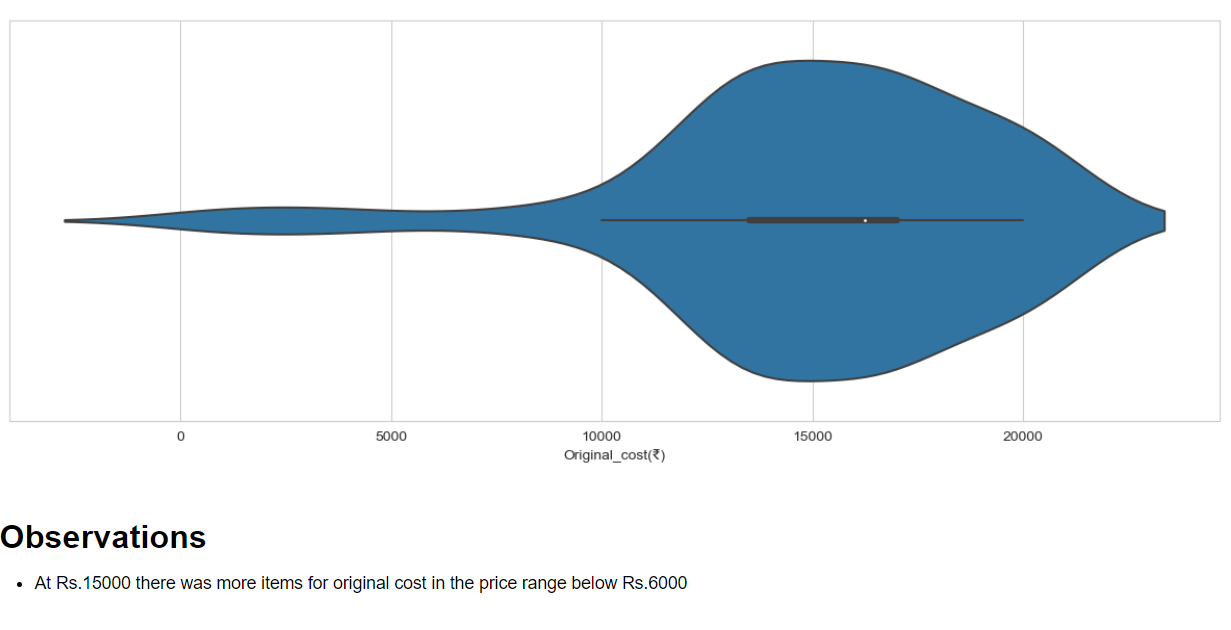 0 5000 10000 15000 20000
Original_cost(₹)
Observations
• At Rs.15000 there was more items for original cost in the price range below Rs.6000